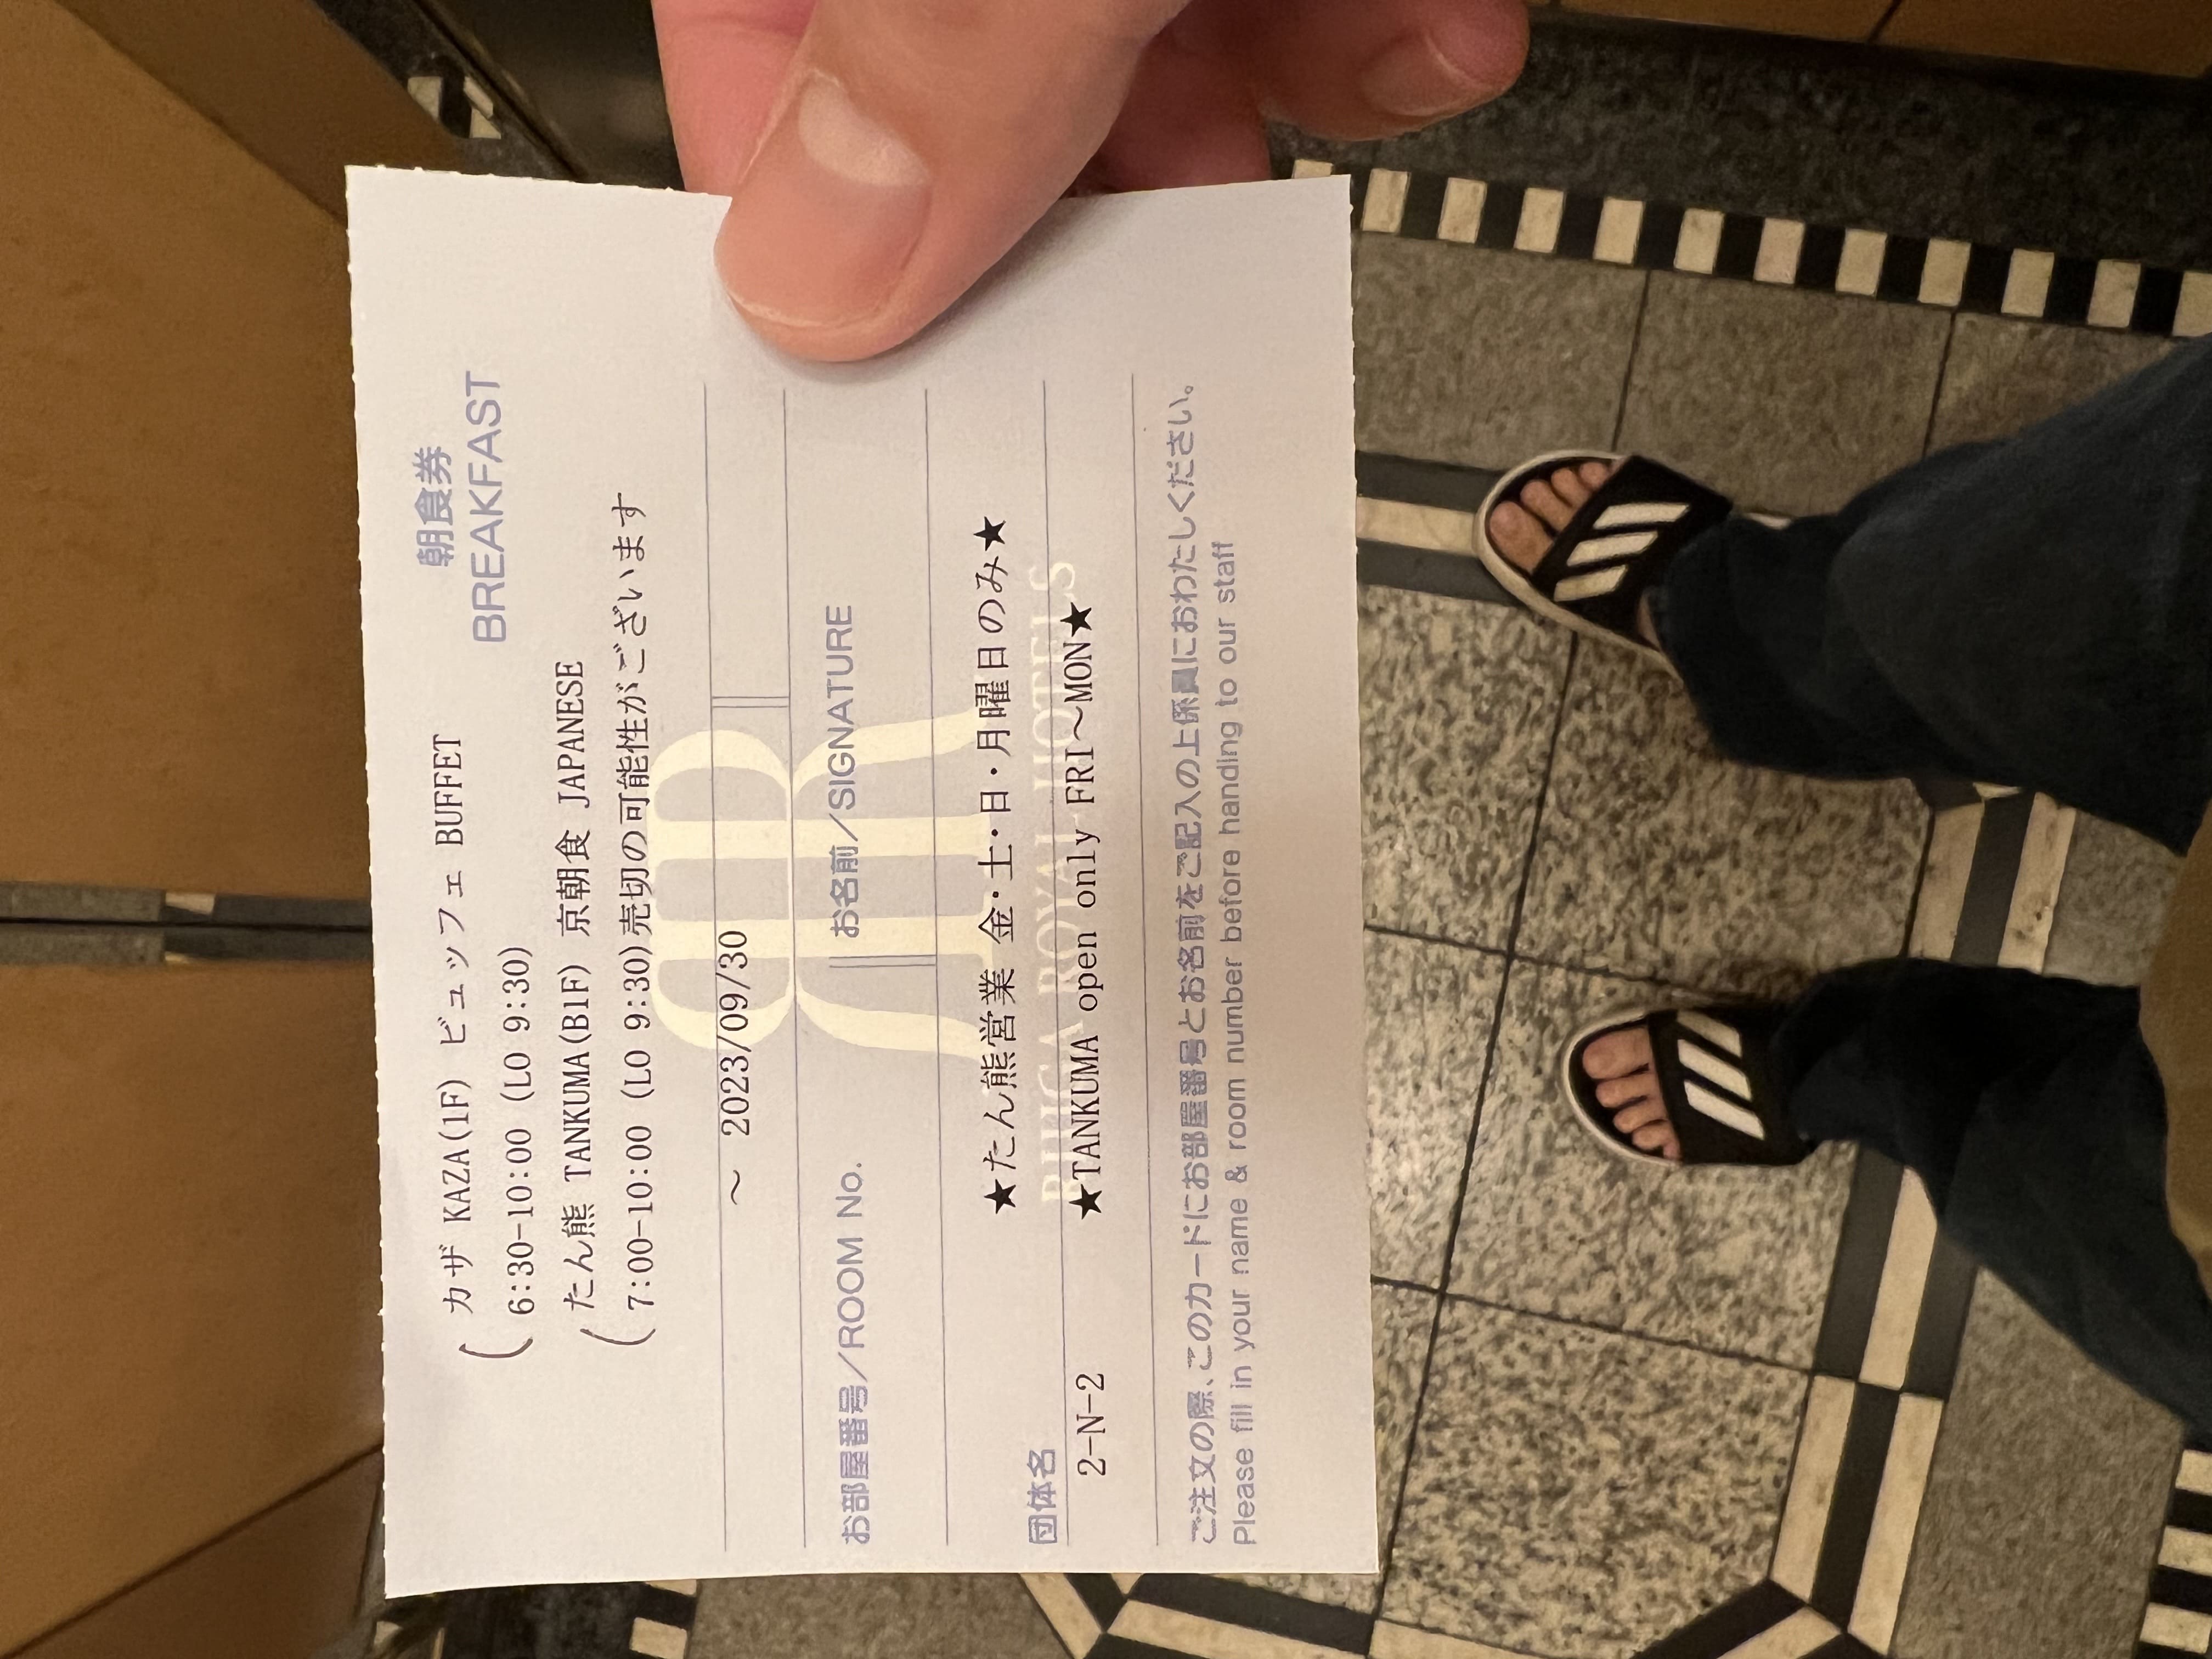 カザ KAZA(1F) ビュッフェ BUFFET
6:30-10:00 (LO 9:30)
たん熊 TANKUMA(B1F) 京朝食 JAPANESE
7:00-10:00 (LO 9:30)売切の可能性がございます
朝食券
BREAKFAST
～ 2023/09/30
お部屋番号／ROOM No.
お名前／SIGNATURE
★たん熊営業 金・土・日・月曜日のみ★
団体名
RIHGA ROYAL HOTELS
2-N-2
★TANKUMA open only FRI～MON★
ご注文の際、このカードにお部屋番号とお名前をご記入の上係員におわたしください。
Please fill in your name & room number before handing to our staff